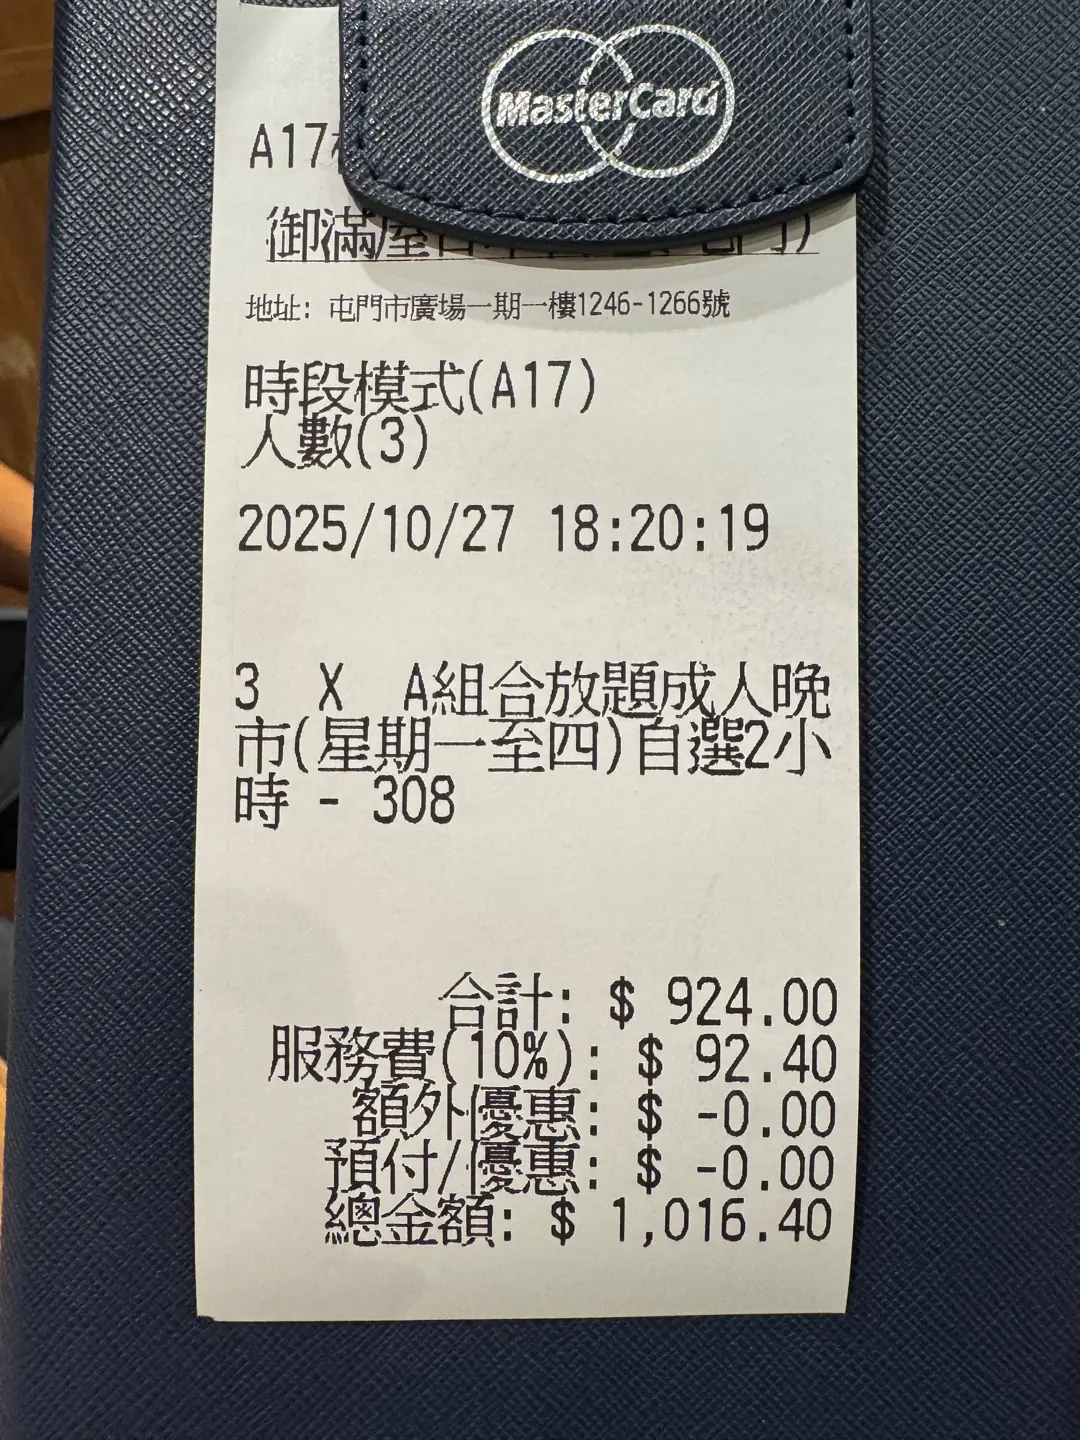 MasterCard
A17
御滿屋
地址: 屯門市廣場一期一樓1246-1266號
時段模式(A17)
人數(3)
2025/10/27 18:20:19
3 X A組合放題成人晚
市(星期一至四)自選2小
時 - 308
合計: $ 924.00
服務費(10%): $ 92.40
額外優惠: $ -0.00
預付/優惠: $ -0.00
總金額: $ 1,016.40